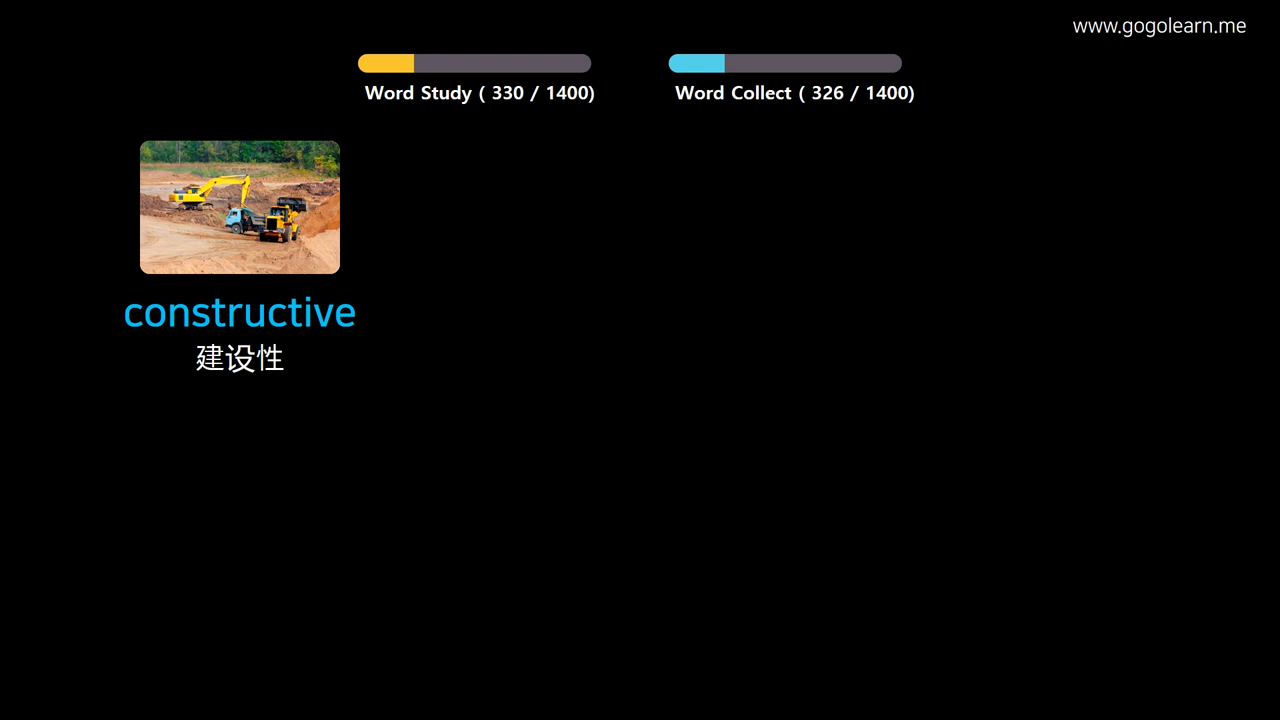 www.gogolearn.me
Word Study ( 330 / 1400)
Word Collect ( 326 / 1400)
constructive
建设性